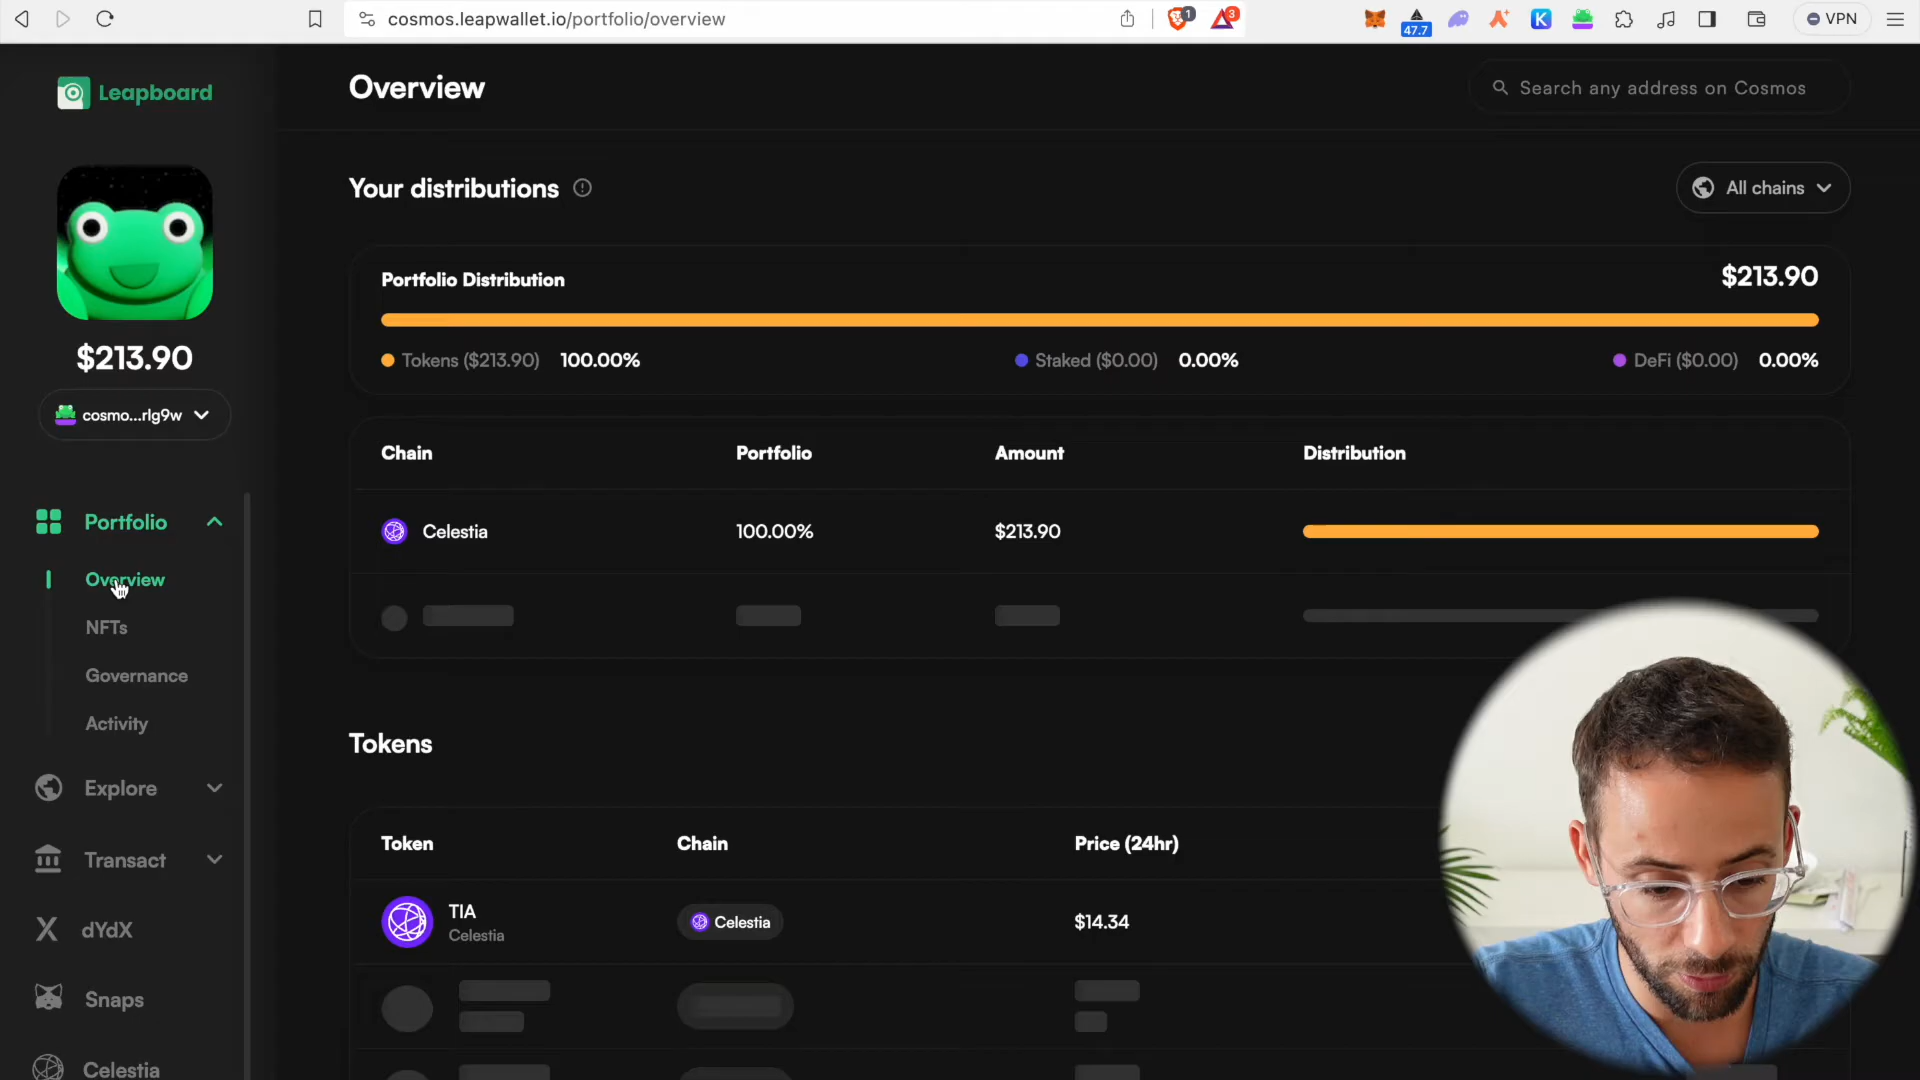 cosmos.leapwallet.io/portfolio/overview
1
3
47.7
K
VPN
Leapboard
Overview
Search any address on Cosmos
$213.90
cosmo...rlg9w
Portfolio
Overview
NFTs
Governance
Activity
Explore
Transact
dYdX
Snaps
Celestia
Your distributions
All chains
Portfolio Distribution
$213.90
Tokens ($213.90) 100.00%
Staked ($0.00) 0.00%
DeFi ($0.00) 0.00%
Chain Portfolio Amount Distribution
Celestia 100.00% $213.90
Tokens
Token Chain Price (24hr)
TIA
Celestia
Celestia
$14.34